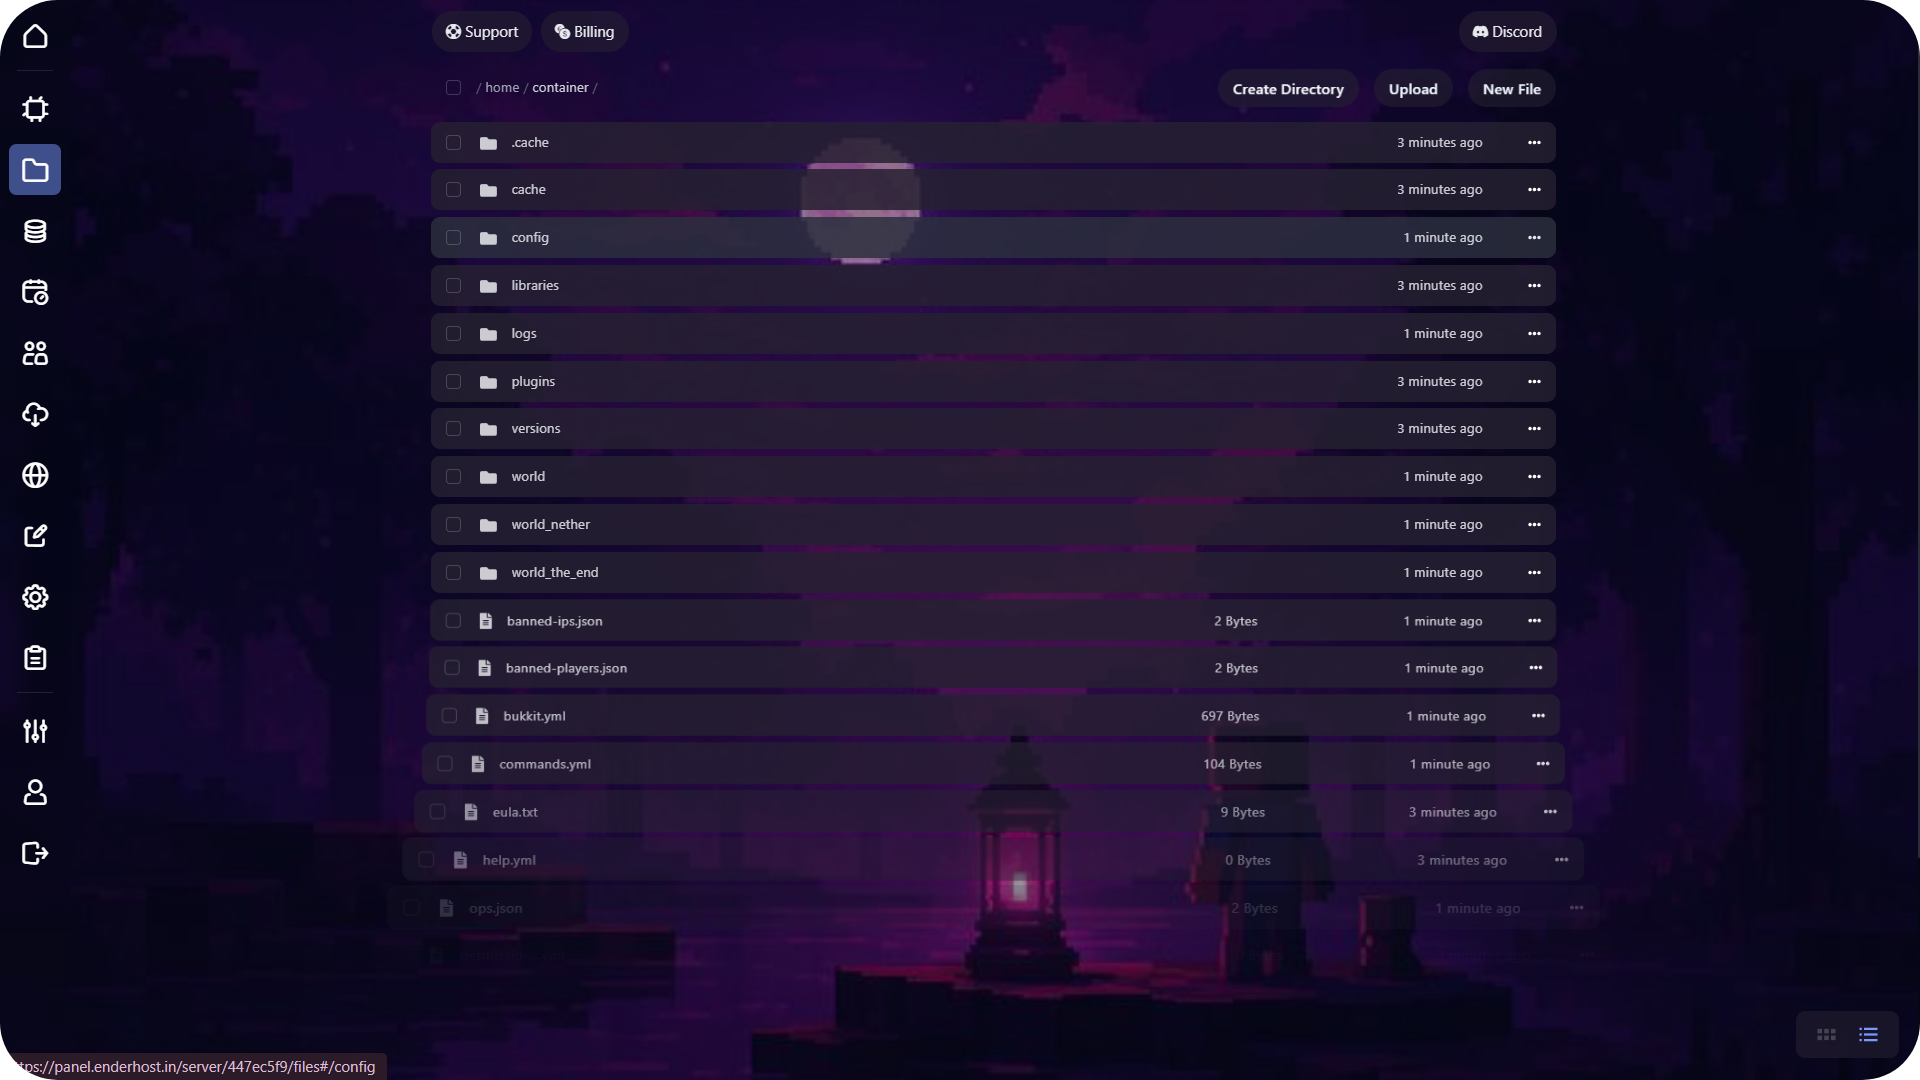 Support Billing Discord
/ home / container /
Create Directory Upload New File
.cache 3 minutes ago
cache 3 minutes ago
config 1 minute ago
libraries 3 minutes ago
logs 1 minute ago
plugins 3 minutes ago
versions 3 minutes ago
world 1 minute ago
world_nether 1 minute ago
world_the_end 1 minute ago
banned-ips.json 2 Bytes 1 minute ago
banned-players.json 2 Bytes 1 minute ago
bukkit.yml 697 Bytes 1 minute ago
commands.yml 104 Bytes 1 minute ago
eula.txt 9 Bytes 3 minutes ago
help.yml 0 Bytes 3 minutes ago
ops.json 2 Bytes 1 minute ago
tps://panel.enderhost.in/server/447ec5f9/files#/config